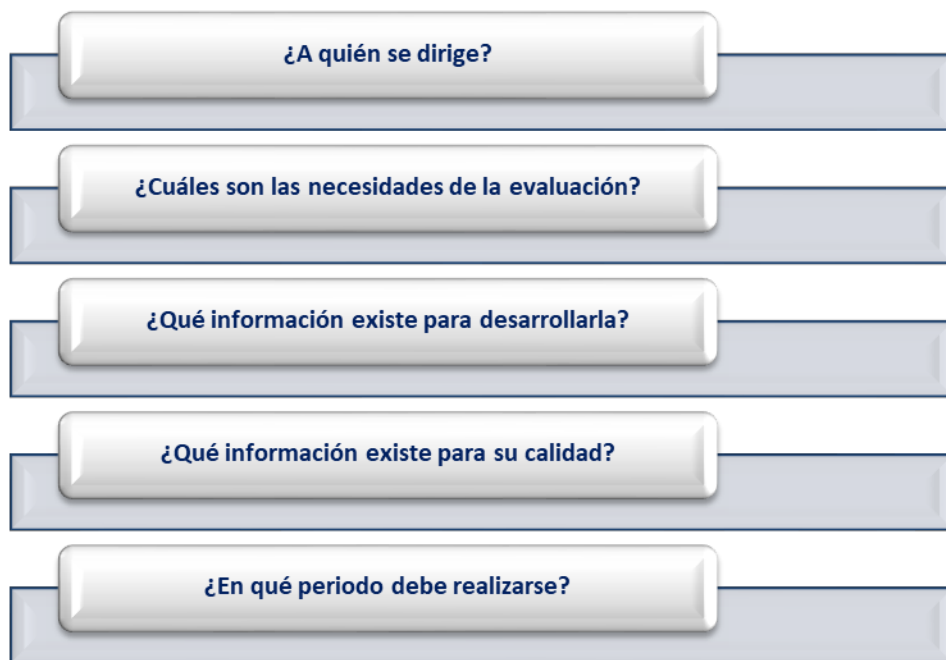 ¿A quién se dirige?
¿Cuáles son las necesidades de la evaluación?
¿Qué información existe para desarrollarla?
¿Qué información existe para su calidad?
¿En qué periodo debe realizarse?